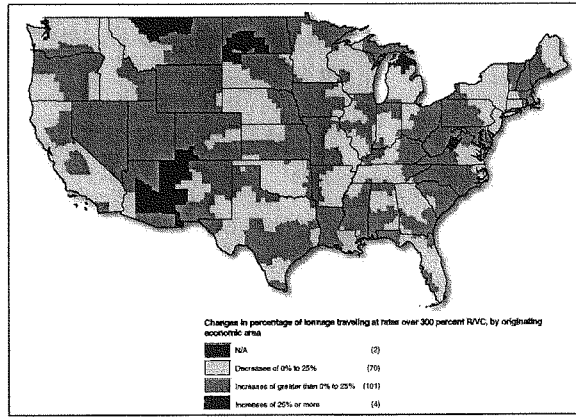 Changes in percentage of tonnage traveling at rates over 300 percent R/VC, by originating
economic area
N/A (2)
Decreases of 0% to 25% (70)
Increases of greater than 0% to 25% (101)
Increases of 25% or more (4)